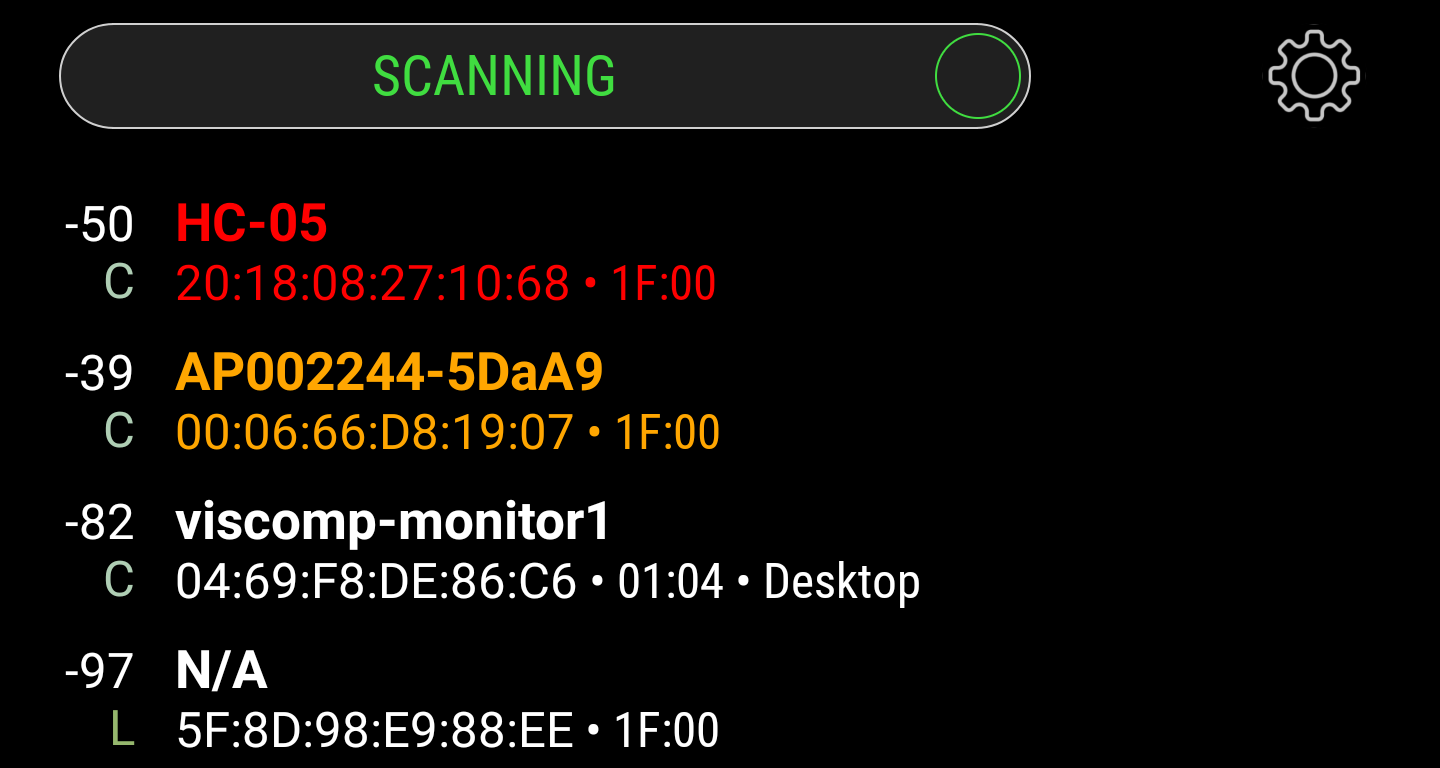 SCANNING
-50 HC-05
C 20:18:08:27:10:68 • 1F:00
-39 AP002244-5DaA9
C 00:06:66:D8:19:07 • 1F:00
-82 viscomp-monitor1
C 04:69:F8:DE:86:C6 • 01:04 • Desktop
-97 N/A
L 5F:8D:98:E9:88:EE • 1F:00